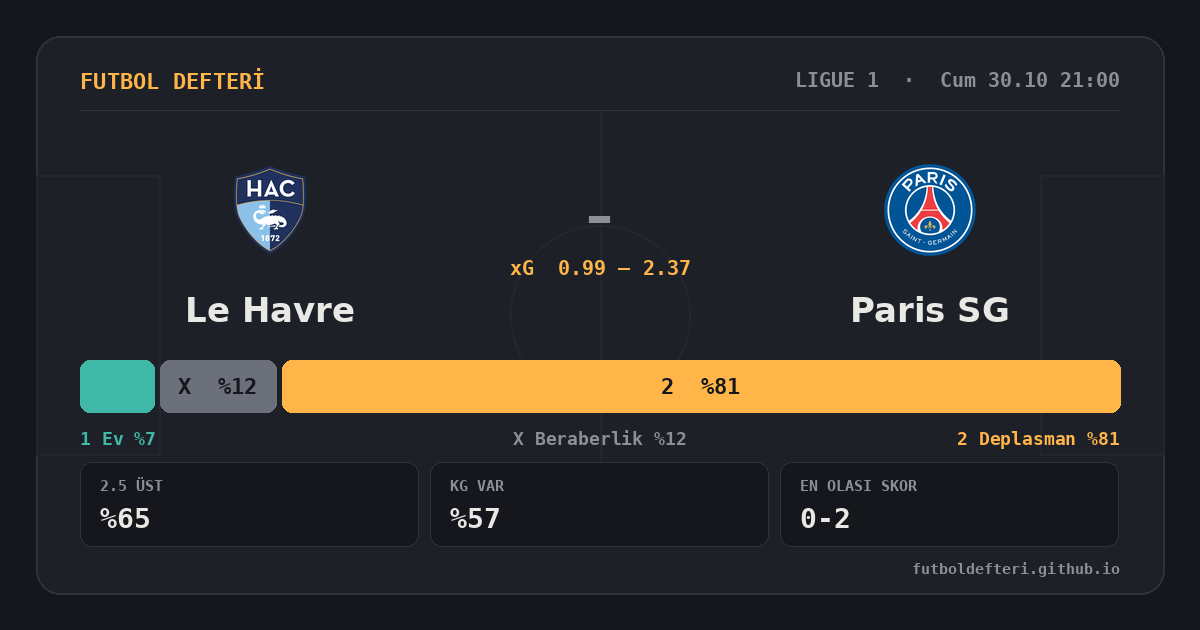 FUTBOL DEFTERİ
LIGUE 1 · Cum 30.10 21:00
HAC
1872
PARIS
SAINT-GERMAIN
–
xG 0.99 — 2.37
Le Havre
Paris SG
X %12
2 %81
1 Ev %7
X Beraberlik %12
2 Deplasman %81
2.5 ÜST
KG VAR
EN OLASI SKOR
%65
%57
0-2
futboldefteri.github.io